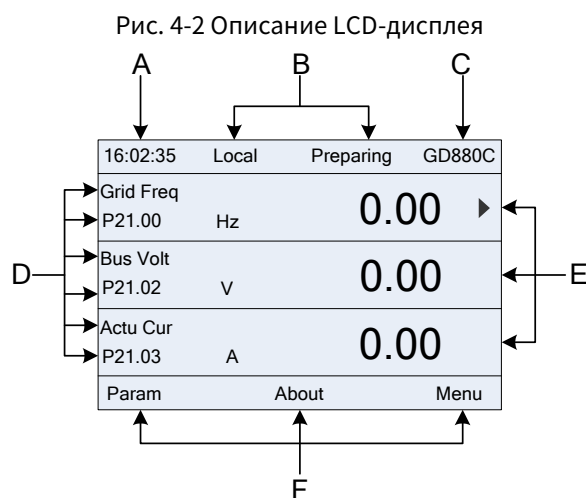 Рис. 4-2 Описание LCD-дисплея
A B C
16:02:35 Local Preparing GD880C
Grid Freq
P21.00 Hz 0.00
Bus Volt
P21.02 V 0.00
Actu Cur
P21.03 A 0.00
D E
Param About Menu
F